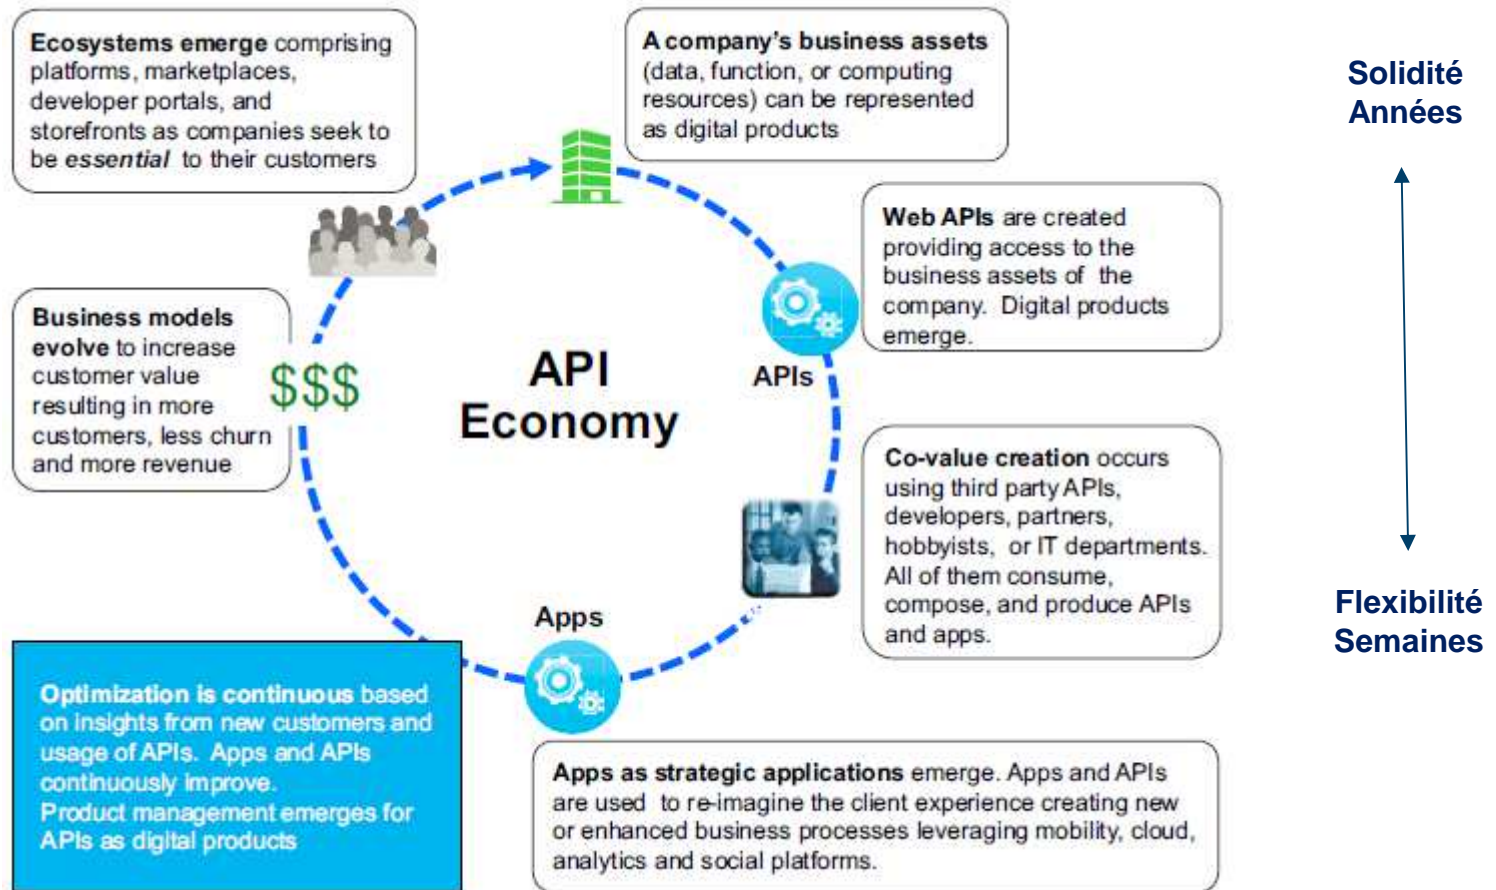 Ecosystems emerge comprising
platforms, marketplaces,
developer portals, and
storefronts as companies seek to
be essential to their customers
A company's business assets
(data, function, or computing
resources) can be represented
as digital products
Solidité
Années
Web APIs are created
providing access to the
business assets of the
company. Digital products
emerge.
Business models
evolve to increase
customer value
resulting in more
customers, less churn
and more revenue
$$$
API
Economy
APIs
Co-value creation occurs
using third party APIs,
developers, partners,
hobbyists, or IT departments.
All of them consume,
compose, and produce APIs
and apps.
Flexibilité
Semaines
Apps
Optimization is continuous based
on insights from new customers and
usage of APIs. Apps and APIs
continuously improve.
Product management emerges for
APIs as digital products
Apps as strategic applications emerge. Apps and APIs
are used to re-imagine the client experience creating new
or enhanced business processes leveraging mobility, cloud,
analytics and social platforms.